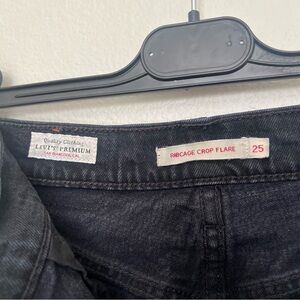 Quality Clothing
LEVI'S PREMIUM
SAN FRANCISCO, CAL.
RIBCAGE CROP FLARE 25